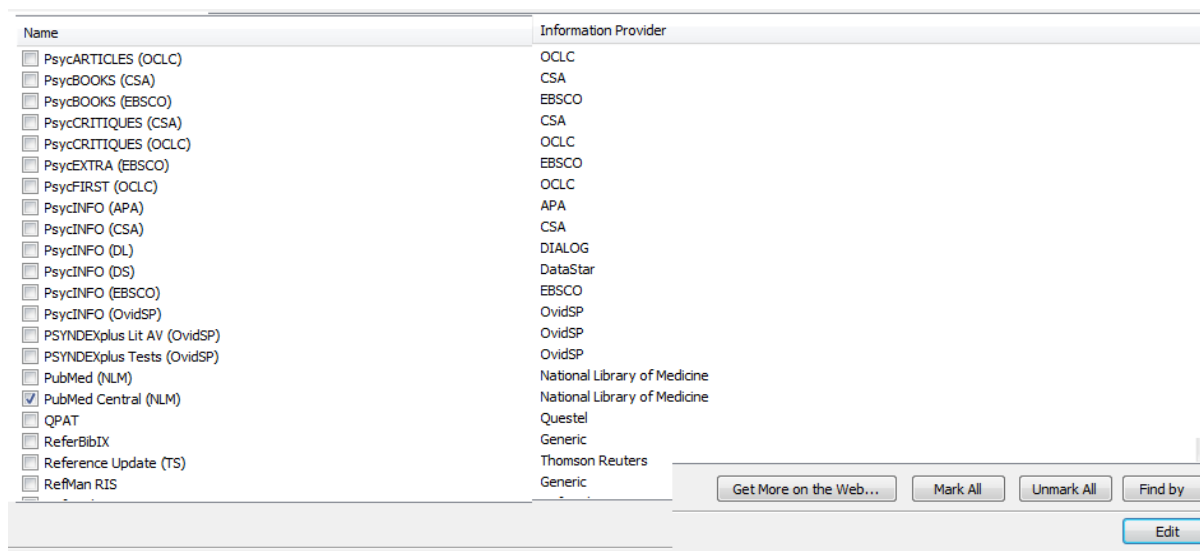 Name Information Provider
PsycARTICLES (OCLC) OCLC
PsycBOOKS (CSA) CSA
PsycBOOKS (EBSCO) EBSCO
PsycCRITIQUES (CSA) CSA
PsycCRITIQUES (OCLC) OCLC
PsycEXTRA (EBSCO) EBSCO
PsycFIRST (OCLC) OCLC
PsycINFO (APA) APA
PsycINFO (CSA) CSA
PsycINFO (DL) DIALOG
PsycINFO (DS) DataStar
PsycINFO (EBSCO) EBSCO
PsycINFO (OvidSP) OvidSP
PSYNDEXplus Lit AV (OvidSP) OvidSP
PSYNDEXplus Tests (OvidSP) OvidSP
PubMed (NLM) National Library of Medicine
PubMed Central (NLM) National Library of Medicine
QPAT Questel
ReferBibIX Generic
Reference Update (TS) Thomson Reuters
RefMan RIS Generic
Get More on the Web... Mark All Unmark All Find by
Edit